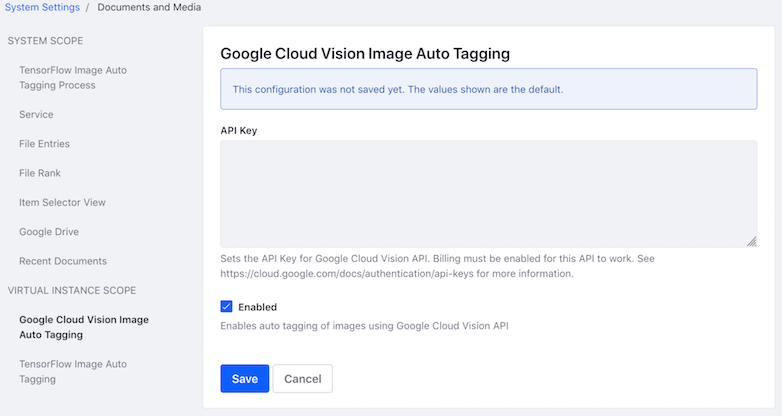 System Settings / Documents and Media
SYSTEM SCOPE
TensorFlow Image Auto
Tagging Process
Service
File Entries
File Rank
Item Selector View
Google Drive
Recent Documents
VIRTUAL INSTANCE SCOPE
Google Cloud Vision Image
Auto Tagging
TensorFlow Image Auto
Tagging
Google Cloud Vision Image Auto Tagging
This configuration was not saved yet. The values shown are the default.
API Key
Sets the API Key for Google Cloud Vision API. Billing must be enabled for this API to work. See
https://cloud.google.com/docs/authentication/api-keys for more information.
Enabled
Enables auto tagging of images using Google Cloud Vision API
Save Cancel